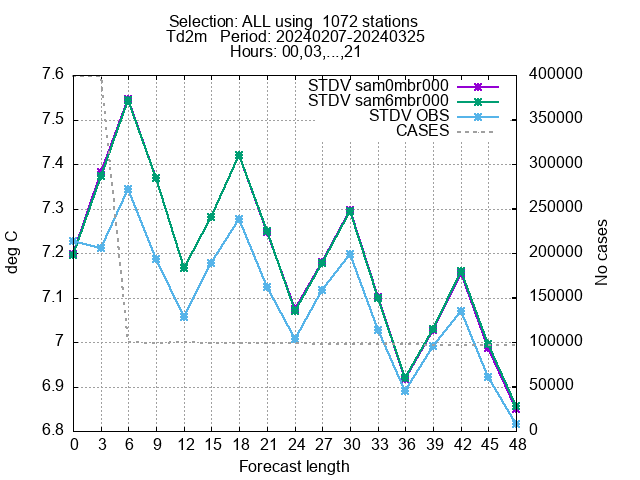 Selection: ALL using  1072 stations
Td2m   Period: 20240207-20240325
Hours: 00,03,...,21
STDV sam0mbr000
STDV sam6mbr000
STDV OBS
CASES
7.6
7.5
7.4
7.3
7.2
7.1
7
6.9
6.8
400000
350000
300000
250000
200000
150000
100000
50000
0
deg C
No cases
0 3 6 9 12 15 18 21 24 27 30 33 36 39 42 45 48
Forecast length